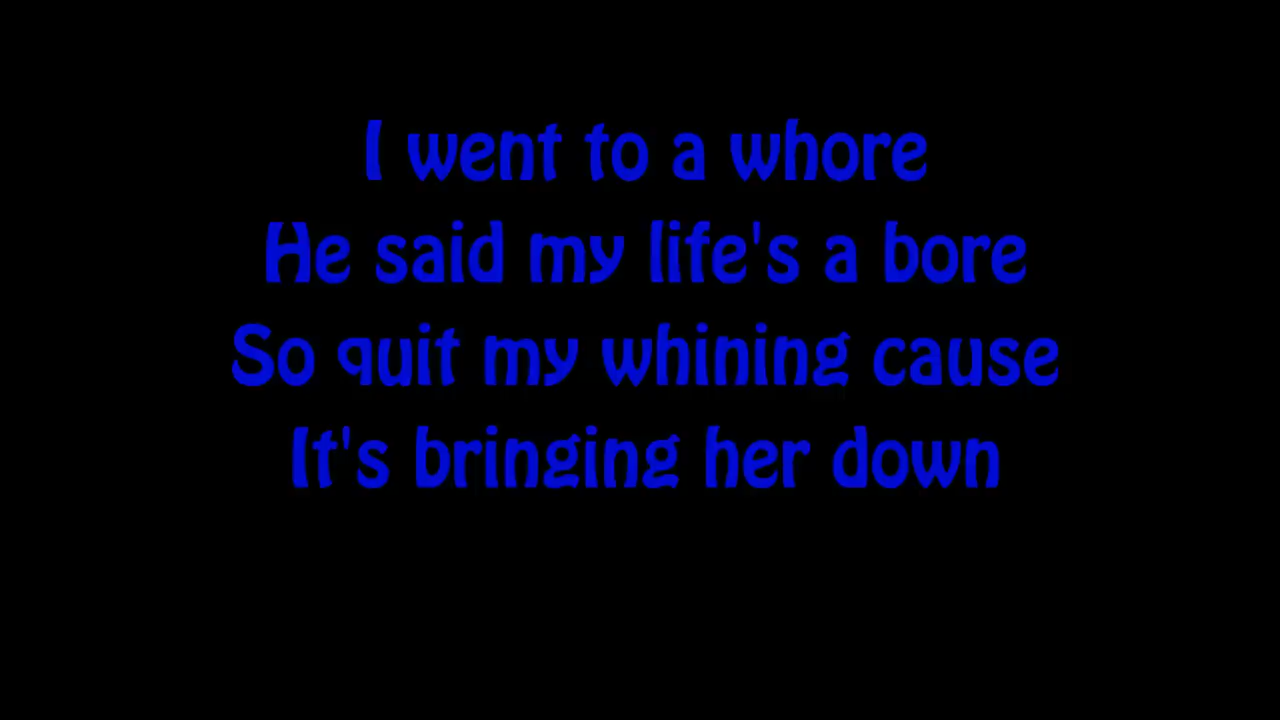 I went to a whore
He said my life's a bore
So quit my whining cause
It's bringing her down